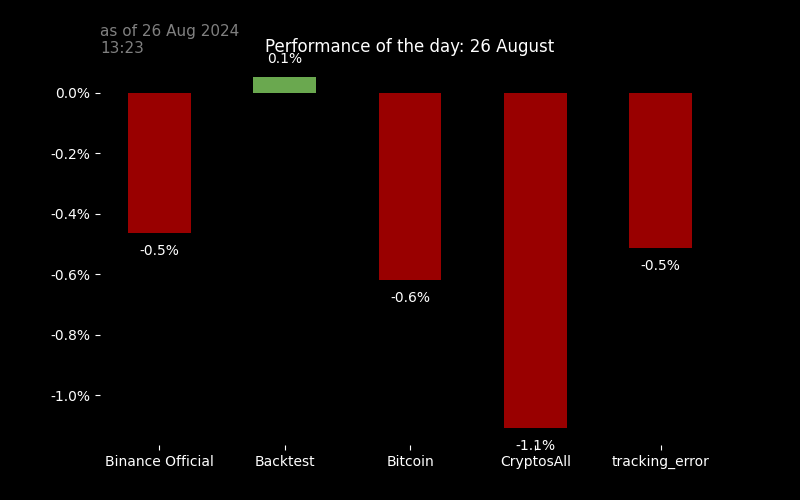 as of 26 Aug 2024
13:23
Performance of the day: 26 August
0.1%
0.0%
-0.2%
-0.4%
-0.6%
-0.8%
-1.0%
-0.5%
-0.6%
-1.1%
-0.5%
Binance Official
Backtest
Bitcoin
CryptosAll
tracking_error